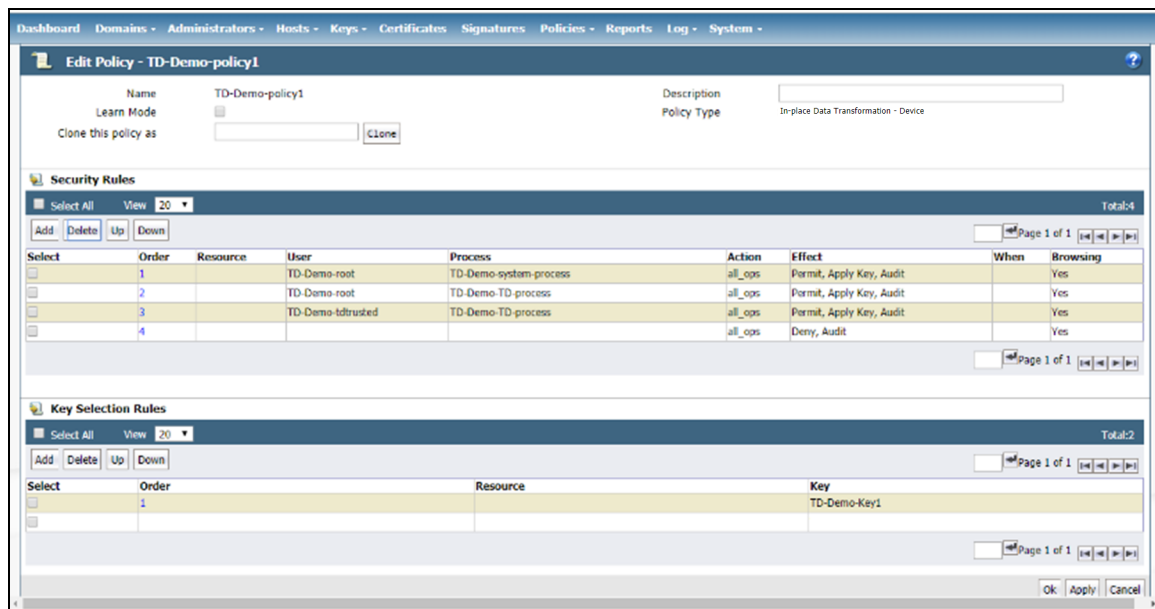 Dashboard Domains Administrators Hosts Keys Certificates Signatures Policies Reports Log System
Edit Policy - TD-Demo-policy1 ?
Name TD-Demo-policy1 Description
Learn Mode Policy Type In-place Data Transformation - Device
Clone this policy as Clone
Security Rules
Select All View 20 Total:4
Add Delete Up Down Page 1 of 1
Select Order Resource User Process Action Effect When Browsing
1 TD-Demo-root TD-Demo-system-process all_ops Permit, Apply Key, Audit Yes
2 TD-Demo-root TD-Demo-TD-process all_ops Permit, Apply Key, Audit Yes
3 TD-Demo-tdtrusted TD-Demo-TD-process all_ops Permit, Apply Key, Audit Yes
4 all_ops Deny, Audit Yes
Page 1 of 1
Key Selection Rules
Select All View 20 Total:2
Add Delete Up Down Page 1 of 1
Select Order Resource Key
1 TD-Demo-Key1
Page 1 of 1
Ok Apply Cancel